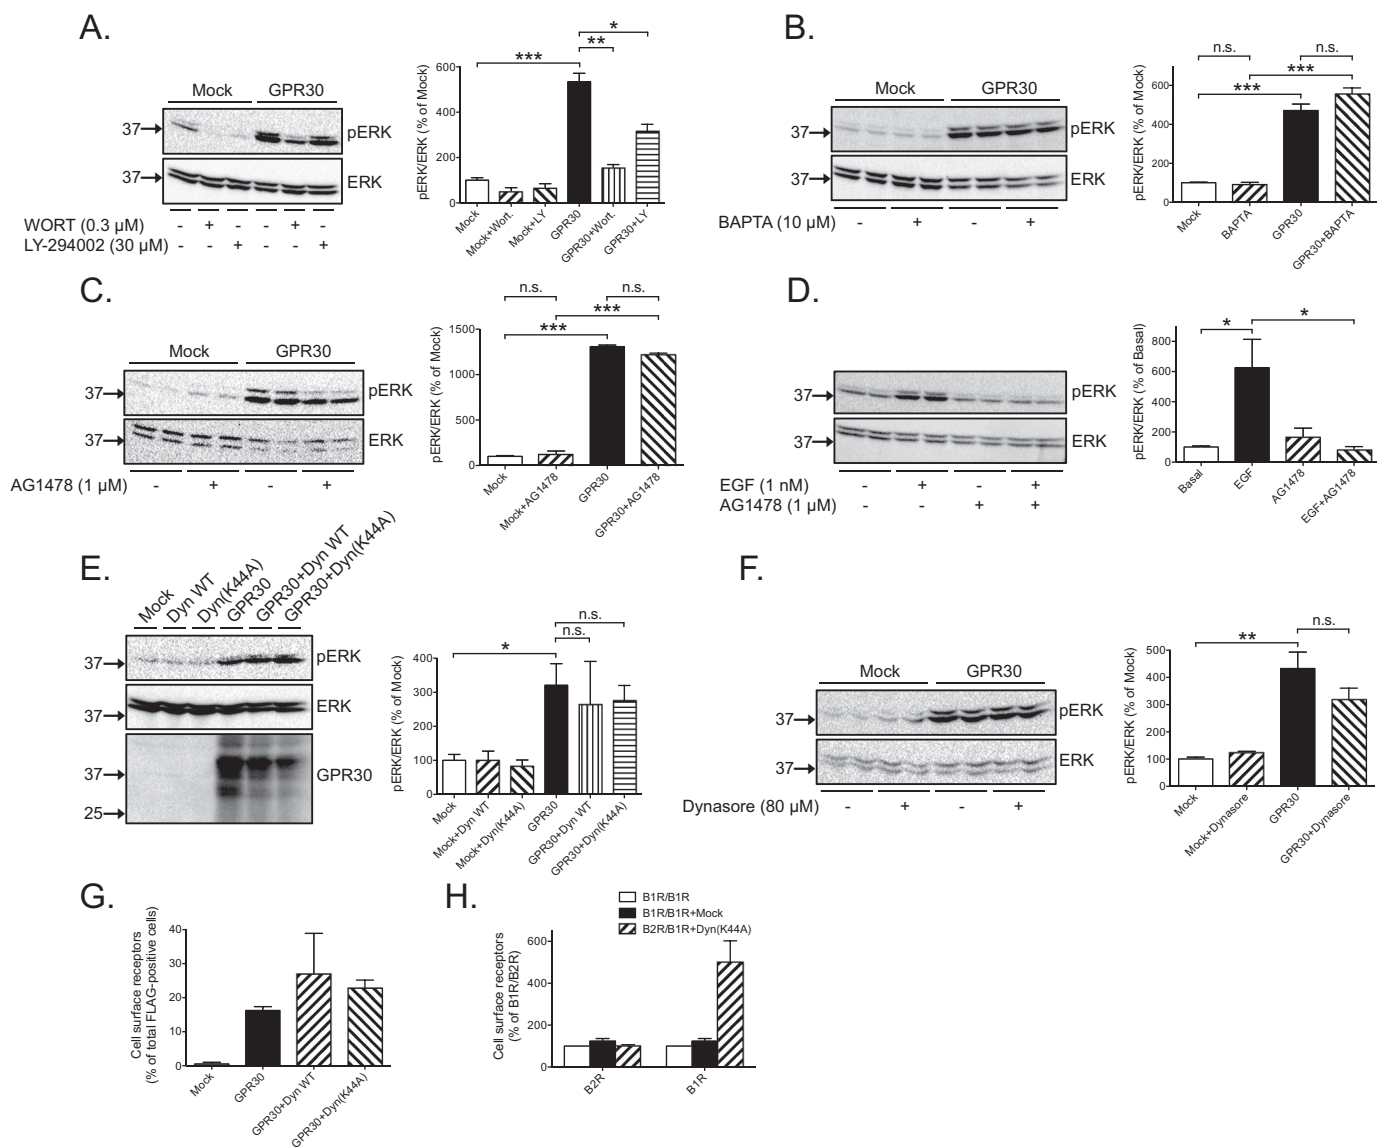 A.
Mock GPR30
37
pERK
37
ERK
WORT (0.3 µM) - + - - + -
LY-294002 (30 µM) - - + - - +
pERK/ERK (% of Mock)
600
400
200
0
***
**
*
Mock
Mock+Wort.
Mock+LY
GPR30
GPR30+Wort.
GPR30+LY
B.
Mock GPR30
37
pERK
37
ERK
BAPTA (10 µM) - + - +
pERK/ERK (% of Mock)
600
400
200
0
n.s. n.s.
***
***
Mock
BAPTA
GPR30
GPR30+BAPTA
C.
Mock GPR30
37
pERK
37
ERK
AG1478 (1 µM) - + - +
pERK/ERK (% of Mock)
1500
1000
500
0
n.s. n.s.
***
***
Mock
Mock+AG1478
GPR30
GPR30+AG1478
D.
37
pERK
37
ERK
EGF (1 nM) - + - +
AG1478 (1 µM) - - + +
pERK/ERK (% of Basal)
800
600
400
200
0
* *
Basal
EGF
AG1478
EGF+AG1478
E.
Mock
Dyn WT
Dyn(K44A)
GPR30
GPR30+Dyn WT
GPR30+Dyn(K44A)
37
pERK
37
ERK
37
GPR30
25
pERK/ERK (% of Mock)
400
300
200
100
0
n.s.
n.s.
*
Mock
Mock+Dyn WT
Mock+Dyn(K44A)
GPR30
GPR30+Dyn WT
GPR30+Dyn(K44A)
F.
Mock GPR30
37
pERK
37
ERK
Dynasore (80 µM) - + - +
pERK/ERK (% of Mock)
500
400
300
200
100
0
** n.s.
Mock
Mock+Dynasore
GPR30
GPR30+Dynasore
G.
Cell surface receptors
(% of total FLAG-positive cells)
40
30
20
10
0
Mock
GPR30
GPR30+Dyn WT
GPR30+Dyn(K44A)
H.
B1R/B1R
B1R/B1R+Mock
B2R/B1R+Dyn(K44A)
Cell surface receptors
(% of B1R/B2R)
600
400
200
0
B2R
B1R